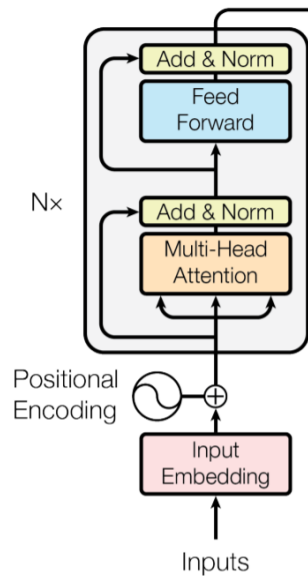 Add & Norm
Feed
Forward
N×
Add & Norm
Multi-Head
Attention
Positional
Encoding
Input
Embedding
Inputs